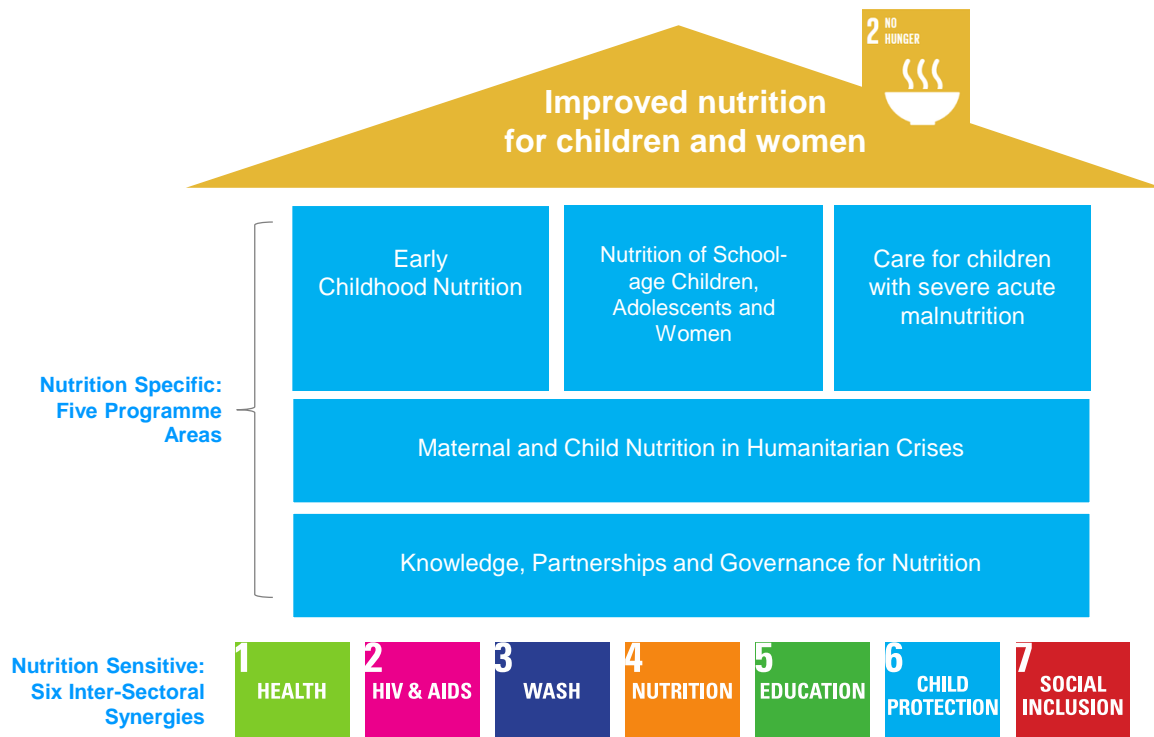 2 NO
HUNGER
Improved nutrition
for children and women
Early
Childhood Nutrition
Nutrition of School-
age Children,
Adolescents and
Women
Care for children
with severe acute
malnutrition
Nutrition Specific:
Five Programme
Areas
Maternal and Child Nutrition in Humanitarian Crises
Knowledge, Partnerships and Governance for Nutrition
Nutrition Sensitive:
Six Inter-Sectoral
Synergies
1
HEALTH
2
HIV & AIDS
3
WASH
4
NUTRITION
5
EDUCATION
6
CHILD
PROTECTION
7
SOCIAL
INCLUSION